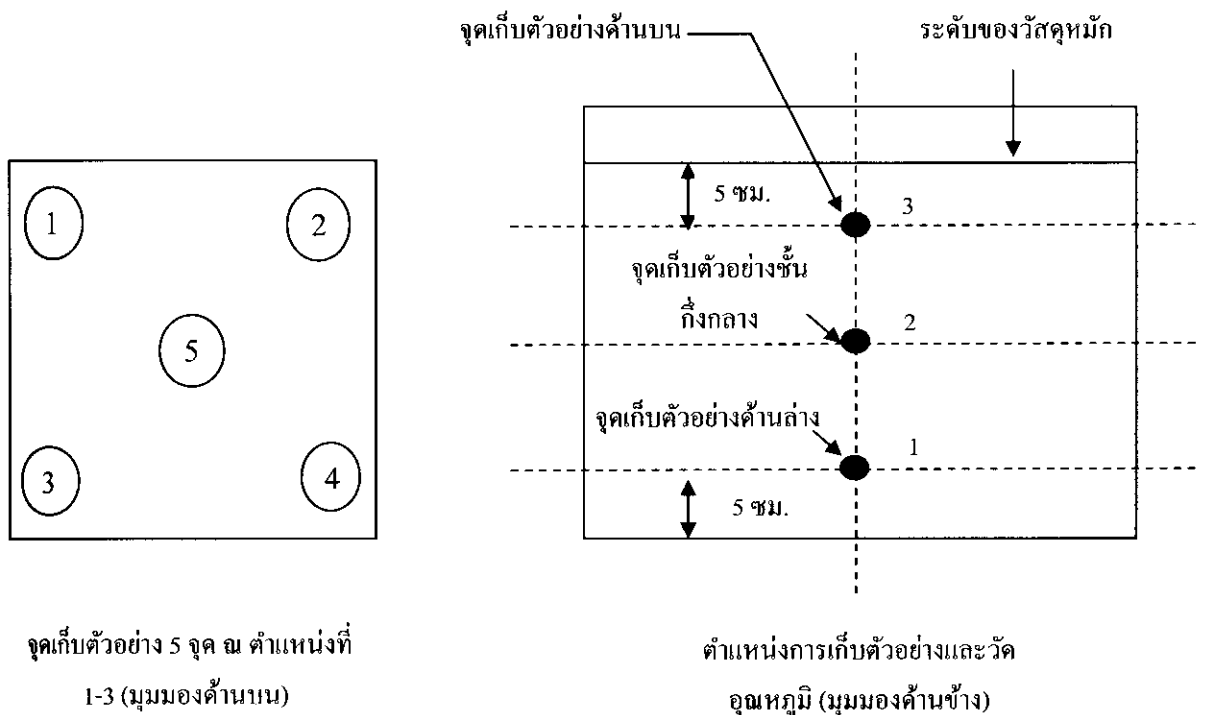 จุดเก็บตัวอย่างด้านบน
ระดับของวัสดุหมัก
1
2
5
3
4
5 ซม.
3
จุดเก็บตัวอย่างชั้น
กึ่งกลาง
2
จุดเก็บตัวอย่างด้านล่าง
1
5 ซม.
จุดเก็บตัวอย่าง 5 จุด ณ ตำแหน่งที่
1-3 (มุมมองด้านบน)
ตำแหน่งการเก็บตัวอย่างและวัด
อุณหภูมิ (มุมมองด้านข้าง)